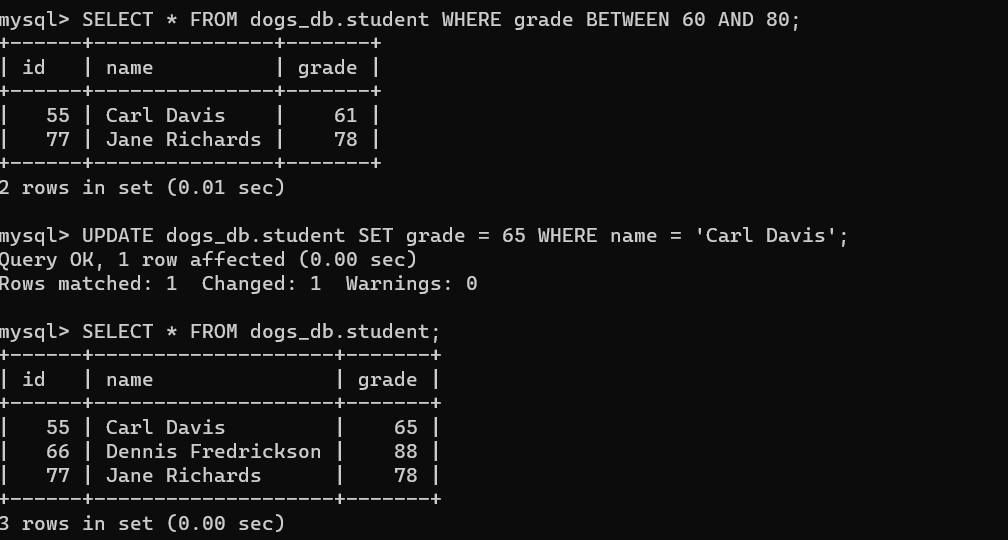 mysql> SELECT * FROM dogs_db.student WHERE grade BETWEEN 60 AND 80;
+------+---------------+-------+
| id   | name          | grade |
+------+---------------+-------+
|   55 | Carl Davis    |    61 |
|   77 | Jane Richards |    78 |
+------+---------------+-------+
2 rows in set (0.01 sec)

mysql> UPDATE dogs_db.student SET grade = 65 WHERE name = 'Carl Davis';
Query OK, 1 row affected (0.00 sec)
Rows matched: 1  Changed: 1  Warnings: 0

mysql> SELECT * FROM dogs_db.student;
+------+--------------------+-------+
| id   | name               | grade |
+------+--------------------+-------+
|   55 | Carl Davis         |    65 |
|   66 | Dennis Fredrickson |    88 |
|   77 | Jane Richards      |    78 |
+------+--------------------+-------+
3 rows in set (0.00 sec)